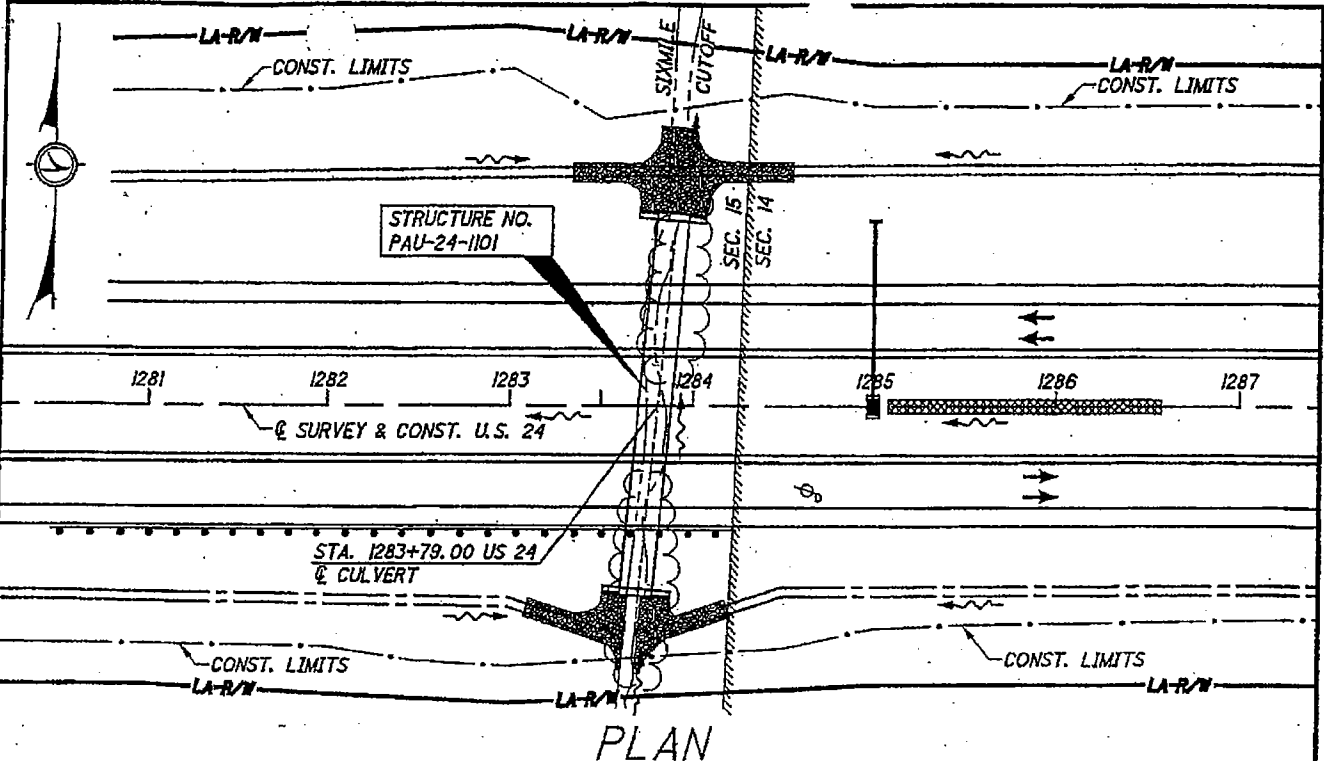 LA-R/W
LA-R/W
LA-R/W
LA-R/W
CONST. LIMITS
SIXMILE
CUTOFF
CONST. LIMITS
STRUCTURE NO.
PAU-24-1101
SEC. 15
SEC. 14
1281
1282
1283
1284
1285
1286
1287
℄ SURVEY & CONST. U.S. 24
STA. 1283+79.00 US 24
℄ CULVERT
CONST. LIMITS
CONST. LIMITS
LA-R/W
LA-R/W
LA-R/W
PLAN